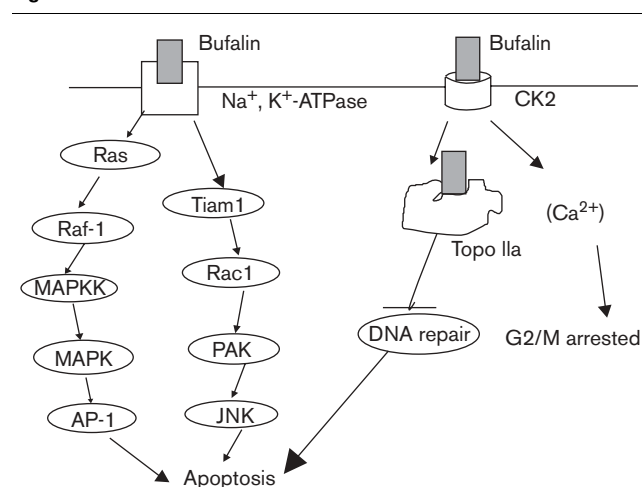 Bufalin
Bufalin
Na+, K+-ATPase
CK2
Ras
Tiam1
(Ca2+)
Raf-1
Topo IIa
Rac1
MAPKK
DNA repair
G2/M arrested
PAK
MAPK
JNK
AP-1
Apoptosis